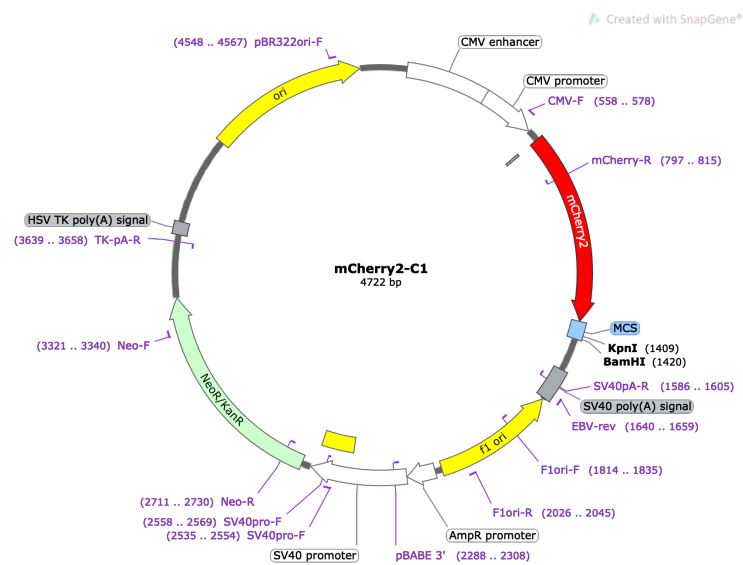 Created with SnapGene®
(4548 .. 4567) pBR322ori-F
CMV enhancer
CMV promoter
CMV-F (558 .. 578)
ori
mCherry-R (797 .. 815)
mCherry2
HSV TK poly(A) signal
(3639 .. 3658) TK-pA-R
mCherry2-C1
4722 bp
MCS
KpnI (1409)
BamHI (1420)
(3321 .. 3340) Neo-F
SV40pA-R (1586 .. 1605)
SV40 poly(A) signal
NeoR/KanR
EBV-rev (1640 .. 1659)
f1 ori
F1ori-F (1814 .. 1835)
(2711 .. 2730) Neo-R
F1ori-R (2026 .. 2045)
(2558 .. 2569) SV40pro-F
(2535 .. 2554) SV40pro-F
AmpR promoter
SV40 promoter
pBABE 3' (2288 .. 2308)